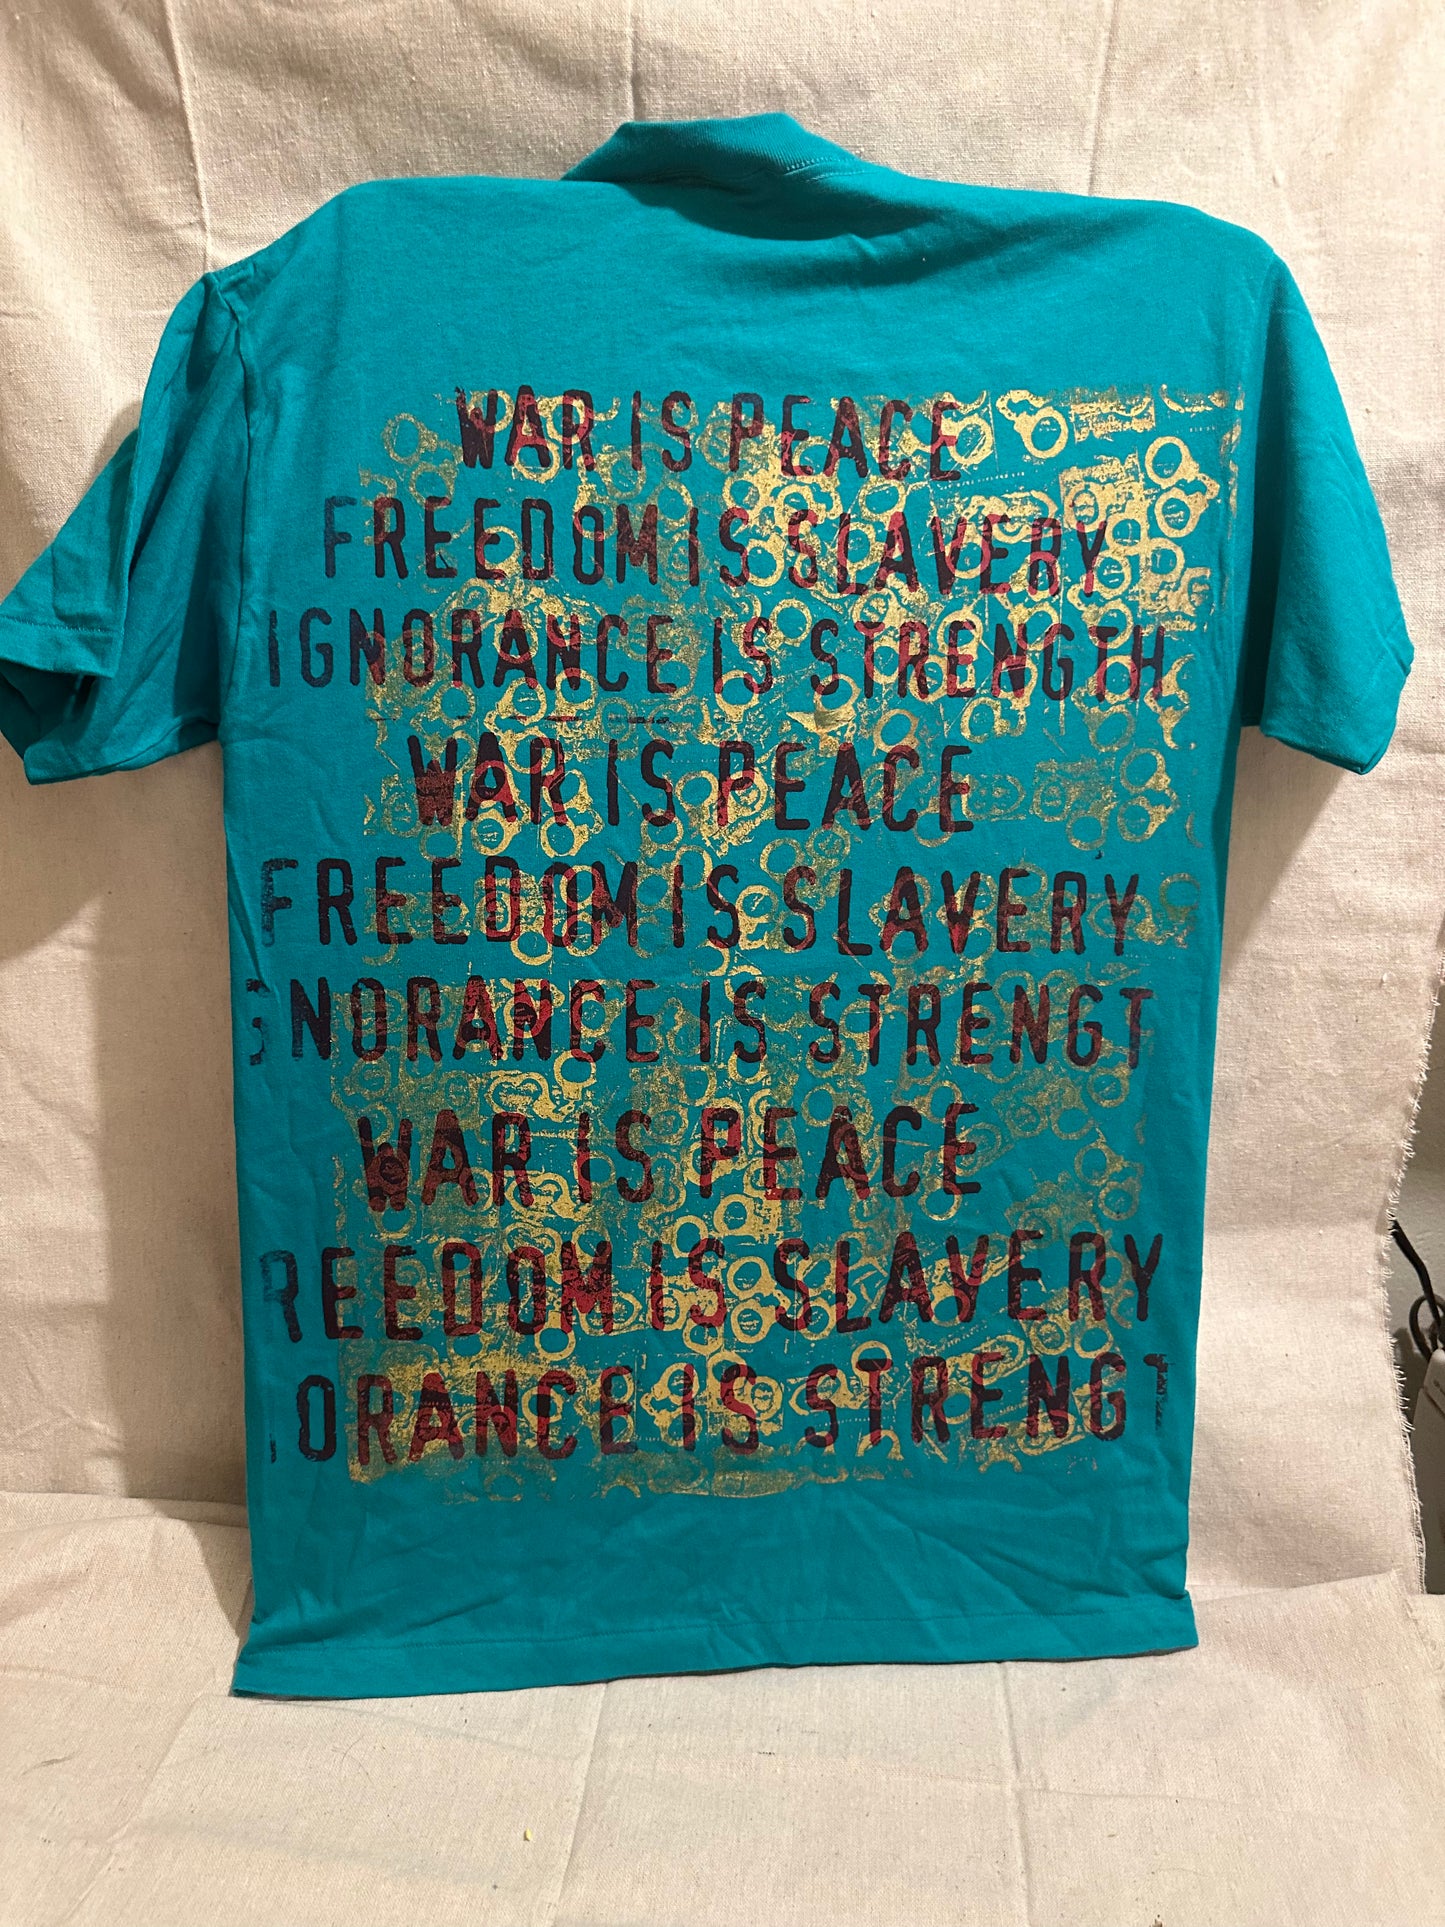 WAR IS PEACE
FREEDOM IS SLAVERY
IGNORANCE IS STRENGTH
WAR IS PEACE
FREEDOM IS SLAVERY
GNORANCE IS STRENGT
WAR IS PEACE
REEDOM IS SLAVERY
ORANCE IS STRENGT